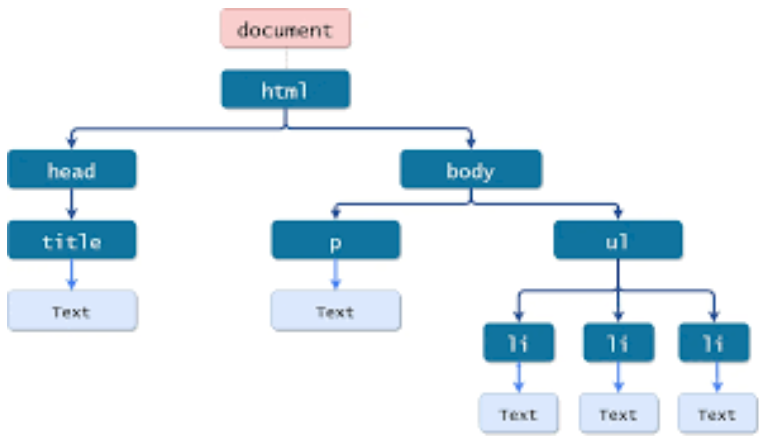 document
html
head
body
title
p
ul
Text
Text
li
li
li
Text
Text
Text